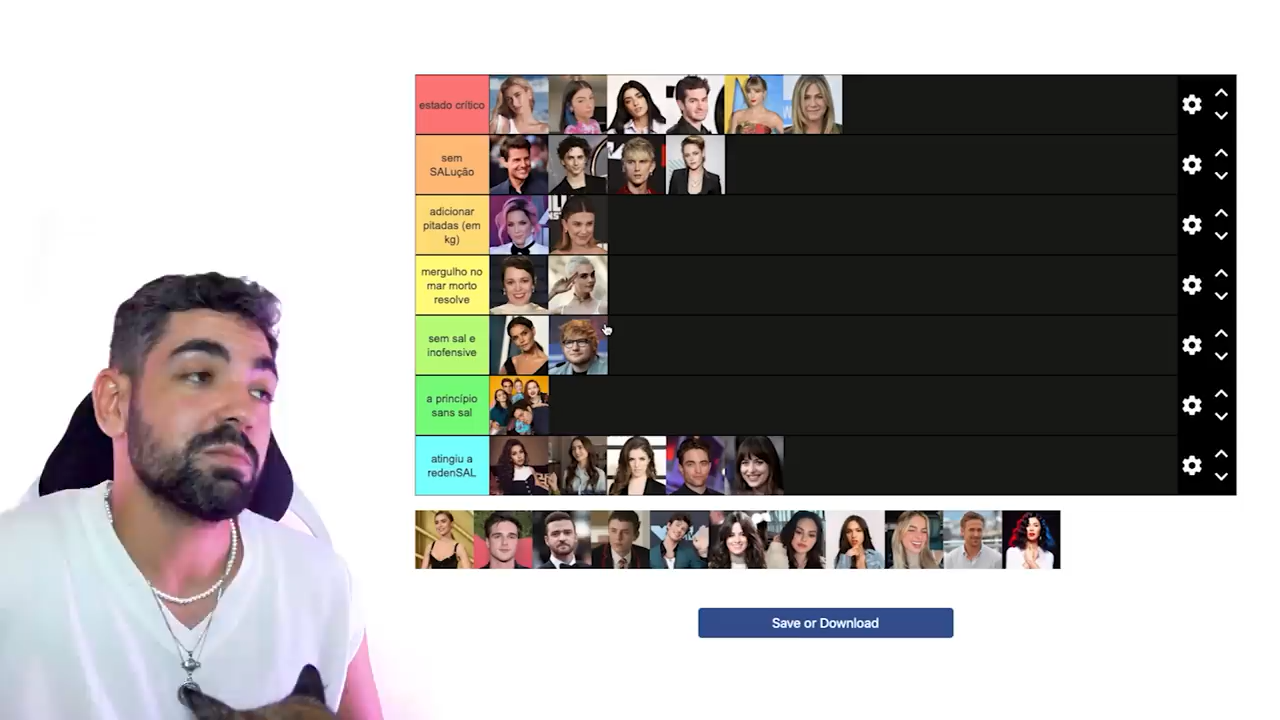 estado crítico
sem
SALução
adicionar
pitadas (em
kg)
mergulho no
mar morto
resolve
sem sal e
inofensive
a princípio
sans sal
atingiu a
redenSAL
Save or Download